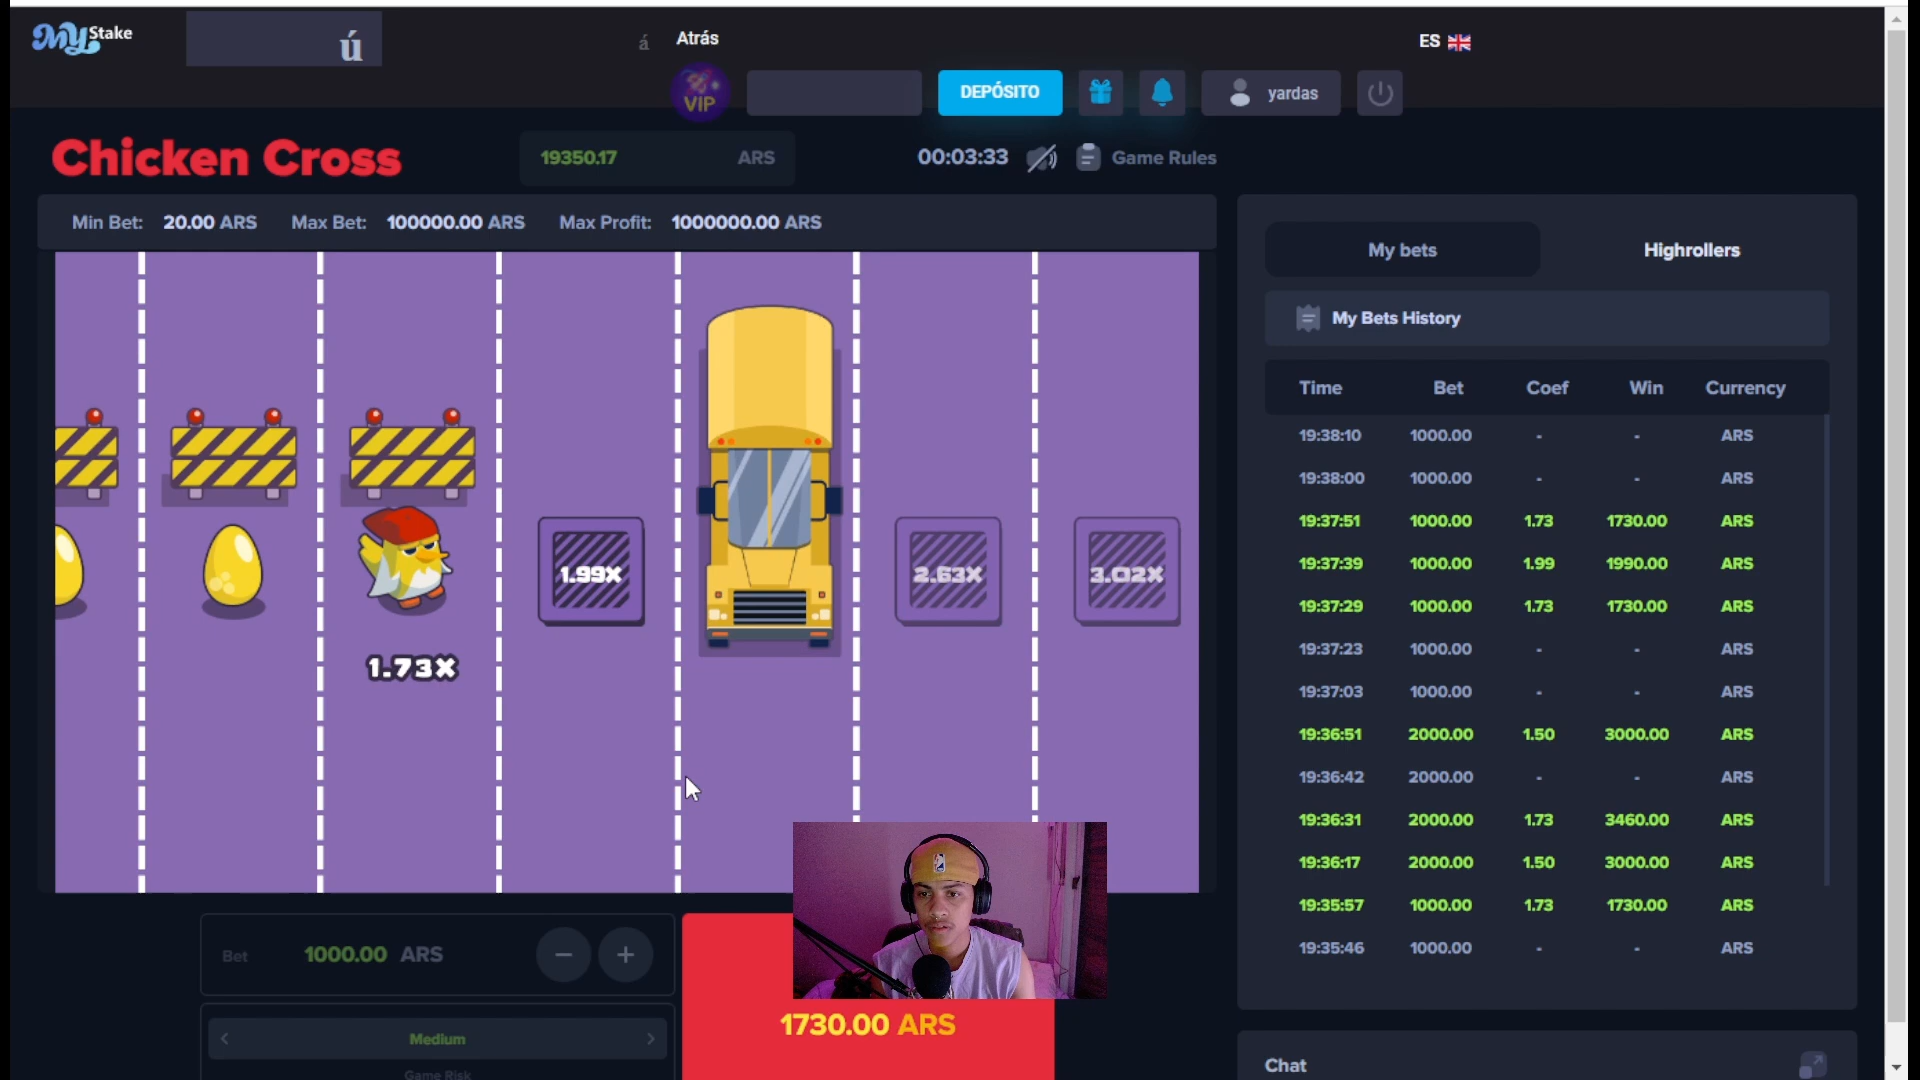 MyStake
ú
á
Atrás
ES
VIP
DEPÓSITO
yardas
Chicken Cross
19350.17 ARS
00:03:33
Game Rules
Min Bet: 20.00 ARS Max Bet: 100000.00 ARS Max Profit: 1000000.00 ARS
1.99X
2.63X
3.02X
1.73X
Bet 1000.00 ARS − +
Medium
Game Risk
1730.00 ARS
My bets
Highrollers
My Bets History
Time Bet Coef Win Currency
19:38:10 1000.00 - - ARS
19:38:00 1000.00 - - ARS
19:37:51 1000.00 1.73 1730.00 ARS
19:37:39 1000.00 1.99 1990.00 ARS
19:37:29 1000.00 1.73 1730.00 ARS
19:37:23 1000.00 - - ARS
19:37:03 1000.00 - - ARS
19:36:51 2000.00 1.50 3000.00 ARS
19:36:42 2000.00 - - ARS
19:36:31 2000.00 1.73 3460.00 ARS
19:36:17 2000.00 1.50 3000.00 ARS
19:35:57 1000.00 1.73 1730.00 ARS
19:35:46 1000.00 - - ARS
Chat